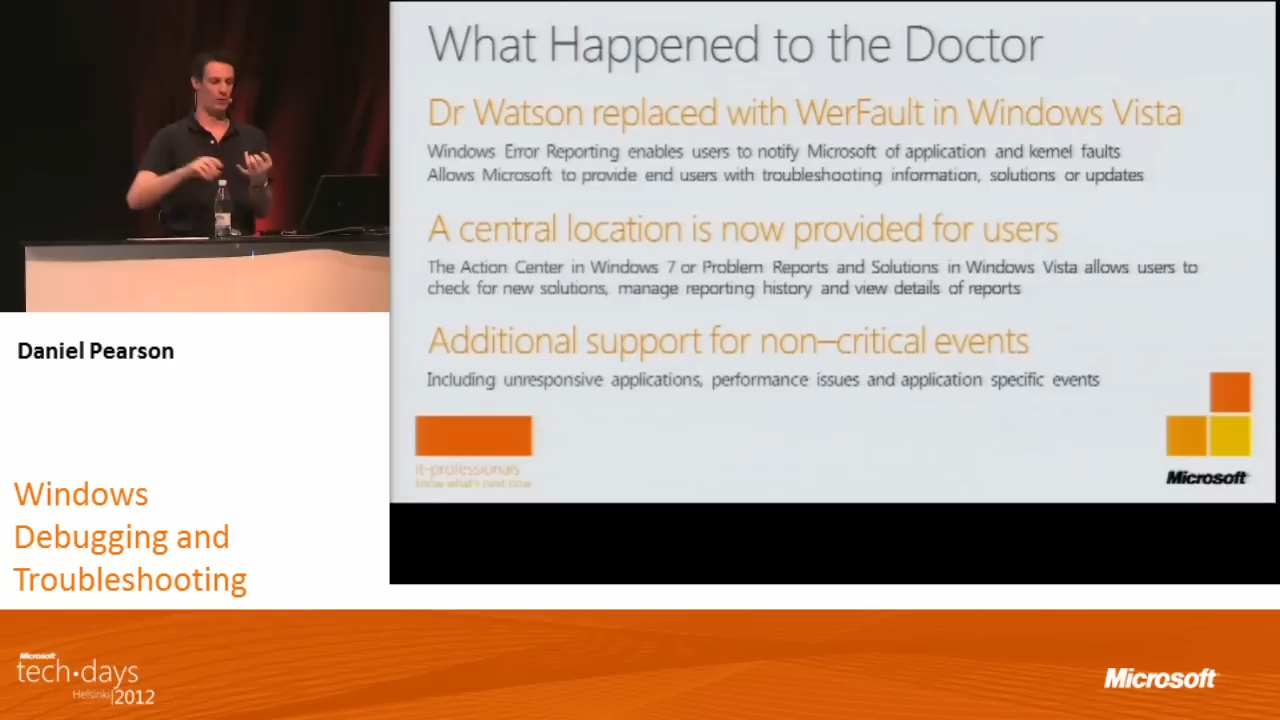 What Happened to the Doctor
Dr Watson replaced with WerFault in Windows Vista
Windows Error Reporting enables users to notify Microsoft of application and kernel faults
Allows Microsoft to provide end users with troubleshooting information, solutions or updates
A central location is now provided for users
The Action Center in Windows 7 or Problem Reports and Solutions in Windows Vista allows users to
check for new solutions, manage reporting history and view details of reports
Additional support for non–critical events
Including unresponsive applications, performance issues and application specific events
it-professionals
know what's next now
Microsoft
Daniel Pearson
Windows
Debugging and
Troubleshooting
Microsoft
tech·days
Helsinki|2012
Microsoft